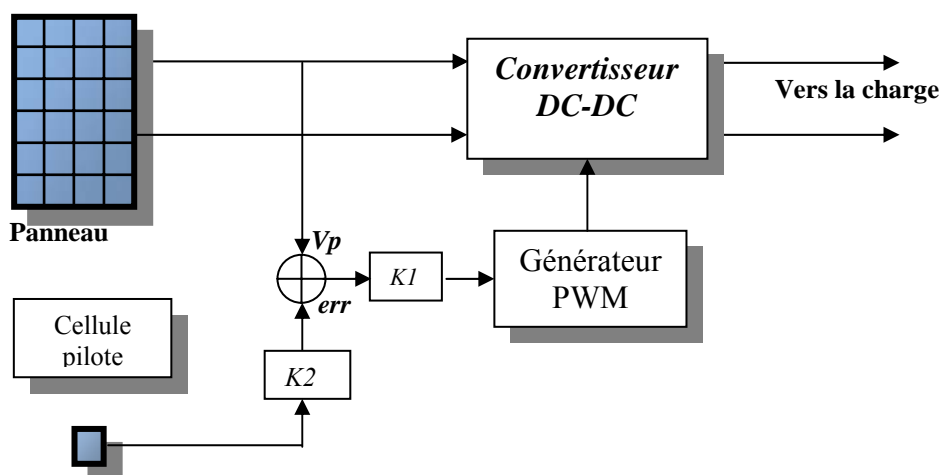 Convertisseur
DC-DC
Vers la charge
Panneau
Vp
err
K1
Générateur
PWM
Cellule
pilote
K2